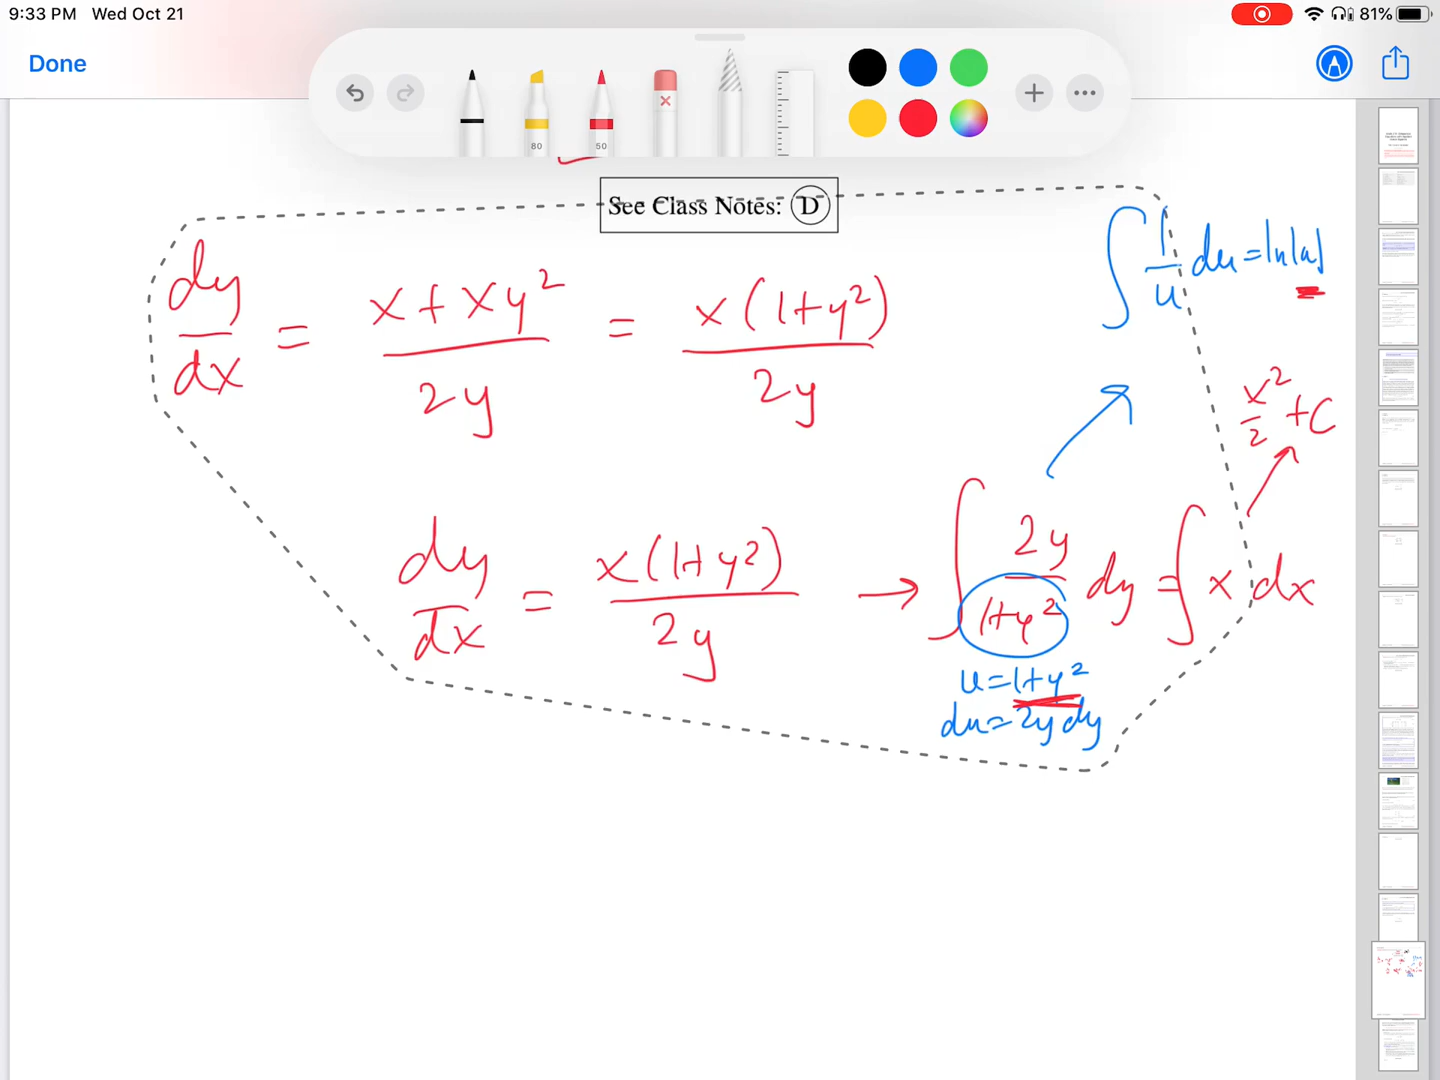 9:33 PM Wed Oct 21
81%
Done
80
50
See Class Notes: D
dy/dx = (x + xy²)/(2y) = x(1+y²)/(2y)
∫ 1/u du = ln|u|
x²/2 + C
dy/dx = x(1+y²)/(2y) → ∫ 2y/(1+y²) dy = ∫ x dx
u = 1+y²
du = 2y dy